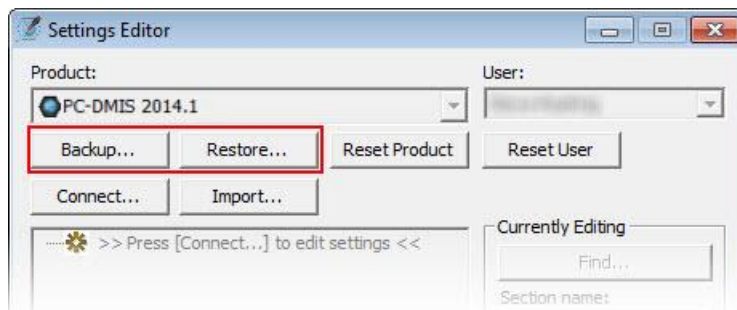 Settings Editor
Product: User:
PC-DMIS 2014.1
Backup... Restore... Reset Product Reset User
Connect... Import...
>> Press [Connect...] to edit settings <<
Currently Editing
Find...
Section name: